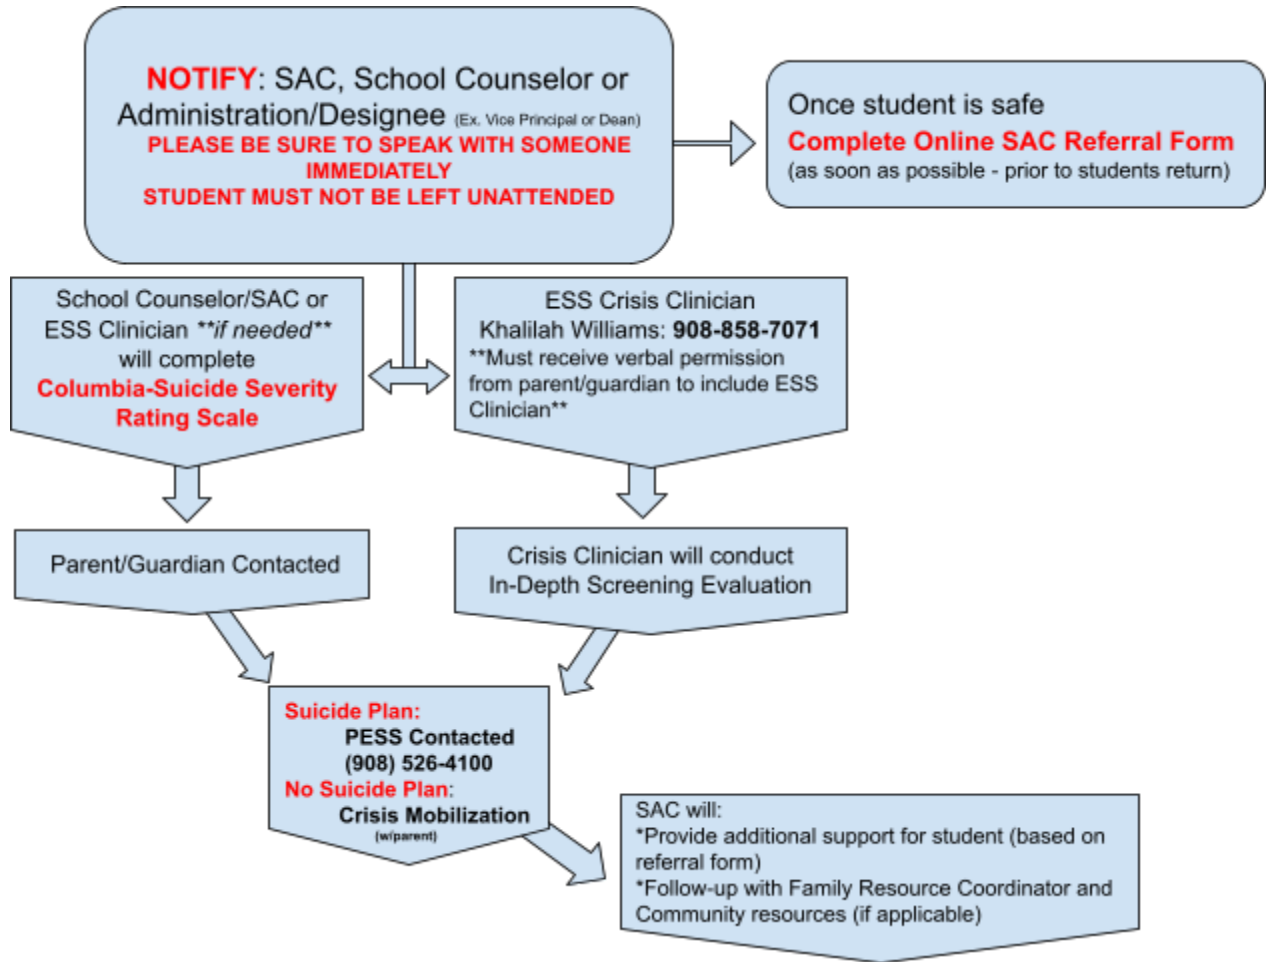 NOTIFY: SAC, School Counselor or
Administration/Designee (Ex. Vice Principal or Dean)
PLEASE BE SURE TO SPEAK WITH SOMEONE
IMMEDIATELY
STUDENT MUST NOT BE LEFT UNATTENDED
Once student is safe
Complete Online SAC Referral Form
(as soon as possible - prior to students return)
School Counselor/SAC or
ESS Clinician **if needed**
will complete
Columbia-Suicide Severity
Rating Scale
ESS Crisis Clinician
Khalilah Williams: 908-858-7071
**Must receive verbal permission
from parent/guardian to include ESS
Clinician**
Parent/Guardian Contacted
Crisis Clinician will conduct
In-Depth Screening Evaluation
Suicide Plan:
PESS Contacted
(908) 526-4100
No Suicide Plan:
Crisis Mobilization
(w/parent)
SAC will:
*Provide additional support for student (based on
referral form)
*Follow-up with Family Resource Coordinator and
Community resources (if applicable)